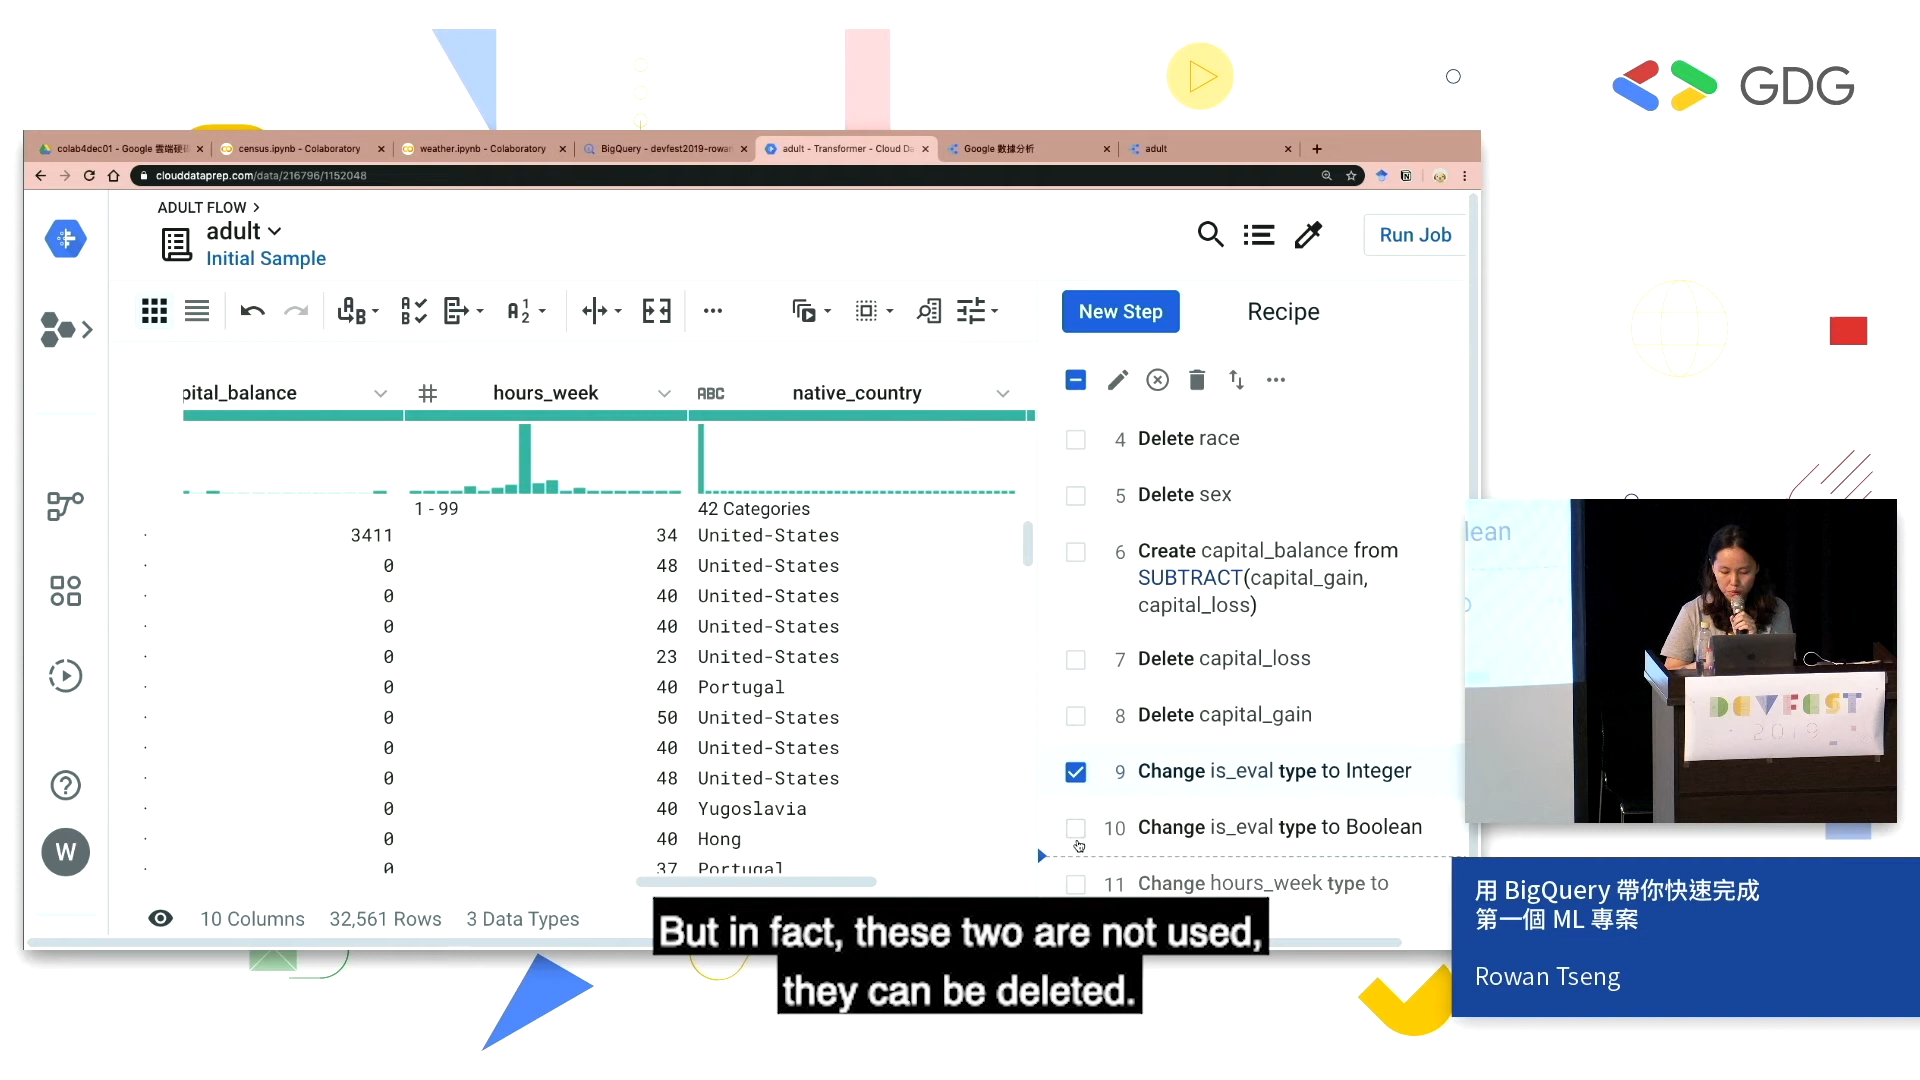 GDG
colab4dec01 - Google 雲端硬
census.ipynb - Colaboratory
weather.ipynb - Colaboratory
BigQuery - devfest2019-rowan
adult - Transformer - Cloud Da
Google 數據分析
adult
clouddataprep.com/data/216796/1152048
ADULT FLOW
adult
Initial Sample
Run Job
New Step
Recipe
pital_balance
# hours_week
ABC native_country
1 - 99
42 Categories
3411 34 United-States
0 48 United-States
0 40 United-States
0 40 United-States
0 23 United-States
0 40 Portugal
0 50 United-States
0 40 United-States
0 48 United-States
0 40 Yugoslavia
0 40 Hong
0 37 Portugal
4 Delete race
5 Delete sex
6 Create capital_balance from
SUBTRACT(capital_gain,
capital_loss)
7 Delete capital_loss
8 Delete capital_gain
9 Change is_eval type to Integer
10 Change is_eval type to Boolean
11 Change hours_week type to
W
10 Columns 32,561 Rows 3 Data Types
lean
DEVFEST
2019
But in fact, these two are not used,
they can be deleted.
用 BigQuery 帶你快速完成
第一個 ML 專案
Rowan Tseng